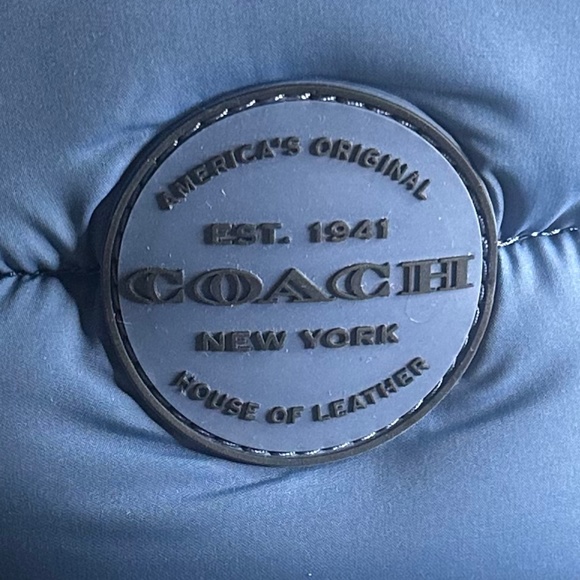 AMERICA'S ORIGINAL
EST. 1941
COACH
NEW YORK
HOUSE OF LEATHER